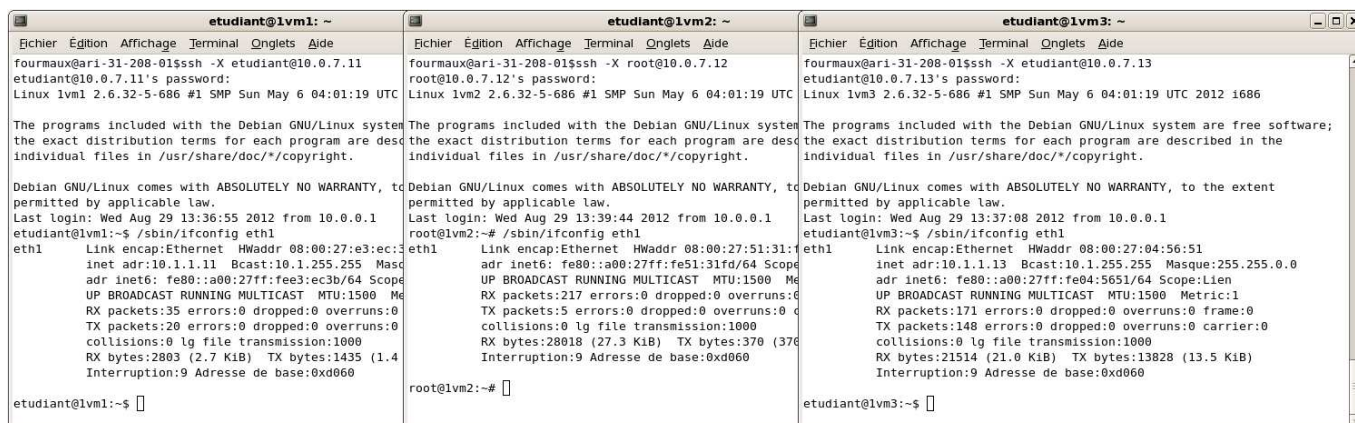 etudiant@1vm1: ~
Fichier Édition Affichage Terminal Onglets Aide
fourmaux@ari-31-208-01$ssh -X etudiant@10.0.7.11
etudiant@10.0.7.11's password:
Linux 1vm1 2.6.32-5-686 #1 SMP Sun May 6 04:01:19 UTC
The programs included with the Debian GNU/Linux system
the exact distribution terms for each program are desc
individual files in /usr/share/doc/*/copyright.
Debian GNU/Linux comes with ABSOLUTELY NO WARRANTY, to
permitted by applicable law.
Last login: Wed Aug 29 13:36:55 2012 from 10.0.0.1
etudiant@1vm1:~$ /sbin/ifconfig eth1
eth1 Link encap:Ethernet HWaddr 08:00:27:e3:ec:3
inet adr:10.1.1.11 Bcast:10.1.255.255 Masq
adr inet6: fe80::a00:27ff:fee3:ec3b/64 Scope
UP BROADCAST RUNNING MULTICAST MTU:1500 Me
RX packets:35 errors:0 dropped:0 overruns:0
TX packets:20 errors:0 dropped:0 overruns:0
collisions:0 lg file transmission:1000
RX bytes:2803 (2.7 KiB) TX bytes:1435 (1.4
Interruption:9 Adresse de base:0xd060
etudiant@1vm1:~$
etudiant@1vm2: ~
Fichier Édition Affichage Terminal Onglets Aide
fourmaux@ari-31-208-01$ssh -X root@10.0.7.12
root@10.0.7.12's password:
Linux 1vm2 2.6.32-5-686 #1 SMP Sun May 6 04:01:19 UTC
The programs included with the Debian GNU/Linux system
the exact distribution terms for each program are desc
individual files in /usr/share/doc/*/copyright.
Debian GNU/Linux comes with ABSOLUTELY NO WARRANTY, to
permitted by applicable law.
Last login: Wed Aug 29 13:39:44 2012 from 10.0.0.1
root@1vm2:~# /sbin/ifconfig eth1
eth1 Link encap:Ethernet HWaddr 08:00:27:51:31:f
adr inet6: fe80::a00:27ff:fe51:31fd/64 Scope
UP BROADCAST RUNNING MULTICAST MTU:1500 Me
RX packets:217 errors:0 dropped:0 overruns:0
TX packets:5 errors:0 dropped:0 overruns:0 c
collisions:0 lg file transmission:1000
RX bytes:28018 (27.3 KiB) TX bytes:370 (370
Interruption:9 Adresse de base:0xd060
root@1vm2:~#
etudiant@1vm3: ~
Fichier Édition Affichage Terminal Onglets Aide
fourmaux@ari-31-208-01$ssh -X etudiant@10.0.7.13
etudiant@10.0.7.13's password:
Linux 1vm3 2.6.32-5-686 #1 SMP Sun May 6 04:01:19 UTC 2012 i686
The programs included with the Debian GNU/Linux system are free software;
the exact distribution terms for each program are described in the
individual files in /usr/share/doc/*/copyright.
Debian GNU/Linux comes with ABSOLUTELY NO WARRANTY, to the extent
permitted by applicable law.
Last login: Wed Aug 29 13:37:08 2012 from 10.0.0.1
etudiant@1vm3:~$ /sbin/ifconfig eth1
eth1 Link encap:Ethernet HWaddr 08:00:27:04:56:51
inet adr:10.1.1.13 Bcast:10.1.255.255 Masque:255.255.0.0
adr inet6: fe80::a00:27ff:fe04:5651/64 Scope:Lien
UP BROADCAST RUNNING MULTICAST MTU:1500 Metric:1
RX packets:171 errors:0 dropped:0 overruns:0 frame:0
TX packets:148 errors:0 dropped:0 overruns:0 carrier:0
collisions:0 lg file transmission:1000
RX bytes:21514 (21.0 KiB) TX bytes:13828 (13.5 KiB)
Interruption:9 Adresse de base:0xd060
etudiant@1vm3:~$